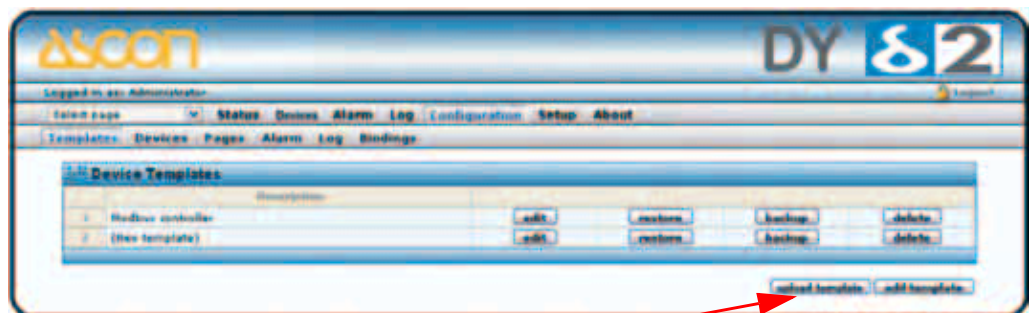 ascon DY 82
Logged in as: Administrator Logout
Select page Status Devices Alarm Log Configuration Setup About
Templates Devices Pages Alarm Log Bindings
Device Templates
Description
1 Modbus controller edit restore backup delete
2 (New template) edit restore backup delete
upload template add template